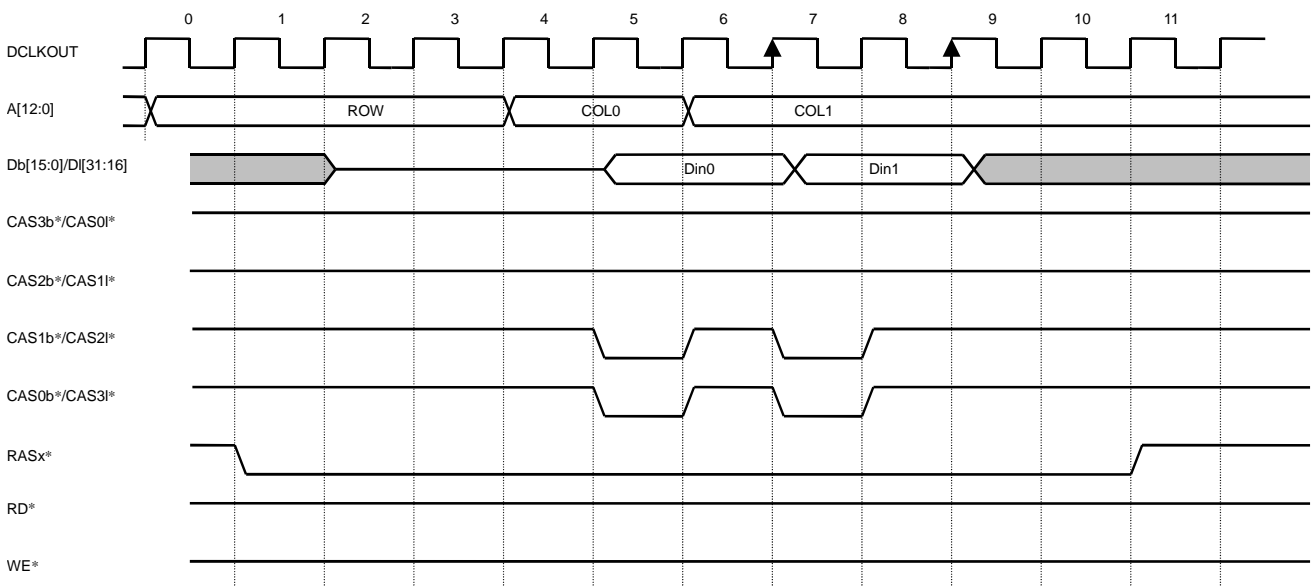 0 1 2 3 4 5 6 7 8 9 10 11
DCLKOUT
A[12:0] ROW COL0 COL1
Db[15:0]/Dl[31:16] Din0 Din1
CAS3b*/CAS0l*
CAS2b*/CAS1l*
CAS1b*/CAS2l*
CAS0b*/CAS3l*
RASx*
RD*
WE*